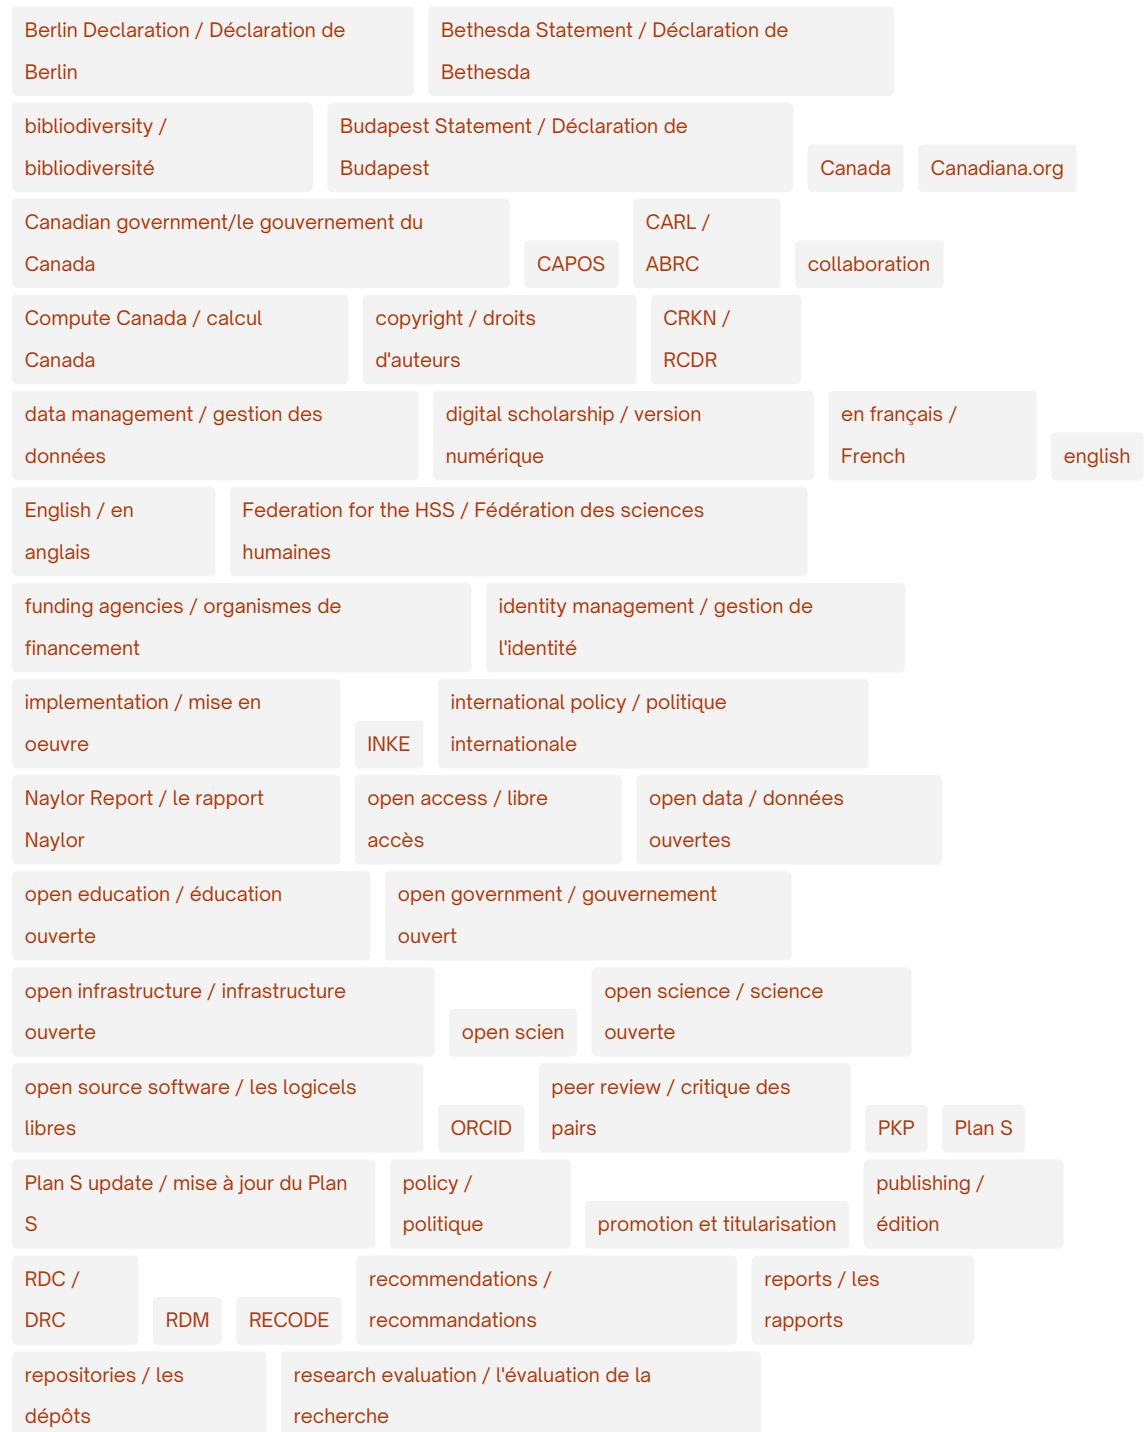 Berlin Declaration / Déclaration de
Berlin
Bethesda Statement / Déclaration de
Bethesda
bibliodiversity /
bibliodiversité
Budapest Statement / Déclaration de
Budapest
Canada
Canadiana.org
Canadian government/le gouvernement du
Canada
CAPOS
CARL /
ABRC
collaboration
Compute Canada / calcul
Canada
copyright / droits
d'auteurs
CRKN /
RCDR
data management / gestion des
données
digital scholarship / version
numérique
en français /
French
english
English / en
anglais
Federation for the HSS / Fédération des sciences
humaines
funding agencies / organismes de
financement
identity management / gestion de
l'identité
implementation / mise en
oeuvre
INKE
international policy / politique
internationale
Naylor Report / le rapport
Naylor
open access / libre
accès
open data / données
ouvertes
open education / éducation
ouverte
open government / gouvernement
ouvert
open infrastructure / infrastructure
ouverte
open scien
open science / science
ouverte
open source software / les logicels
libres
ORCID
peer review / critique des
pairs
PKP
Plan S
Plan S update / mise à jour du Plan
S
policy /
politique
promotion et titularisation
publishing /
édition
RDC /
DRC
RDM
RECODE
recommendations /
recommandations
reports / les
rapports
repositories / les
dépôts
research evaluation / l'évaluation de la
recherche